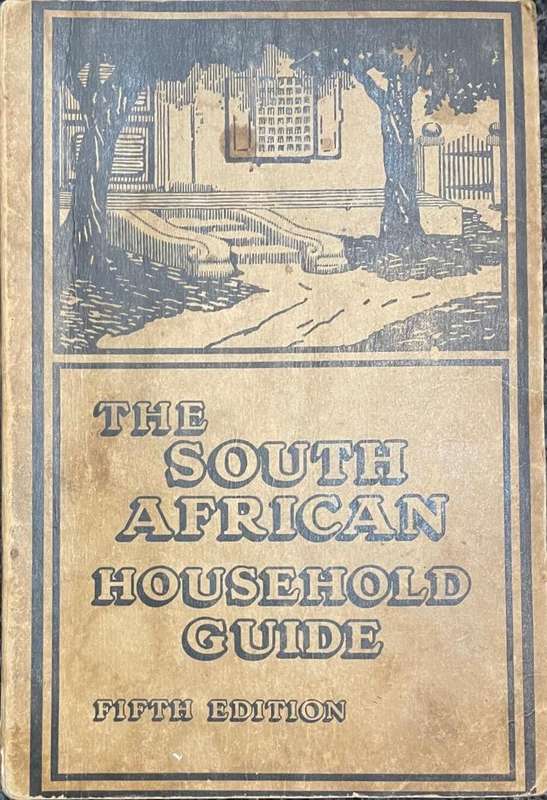 THE
SOUTH
AFRICAN
HOUSEHOLD
GUIDE
FIFTH EDITION